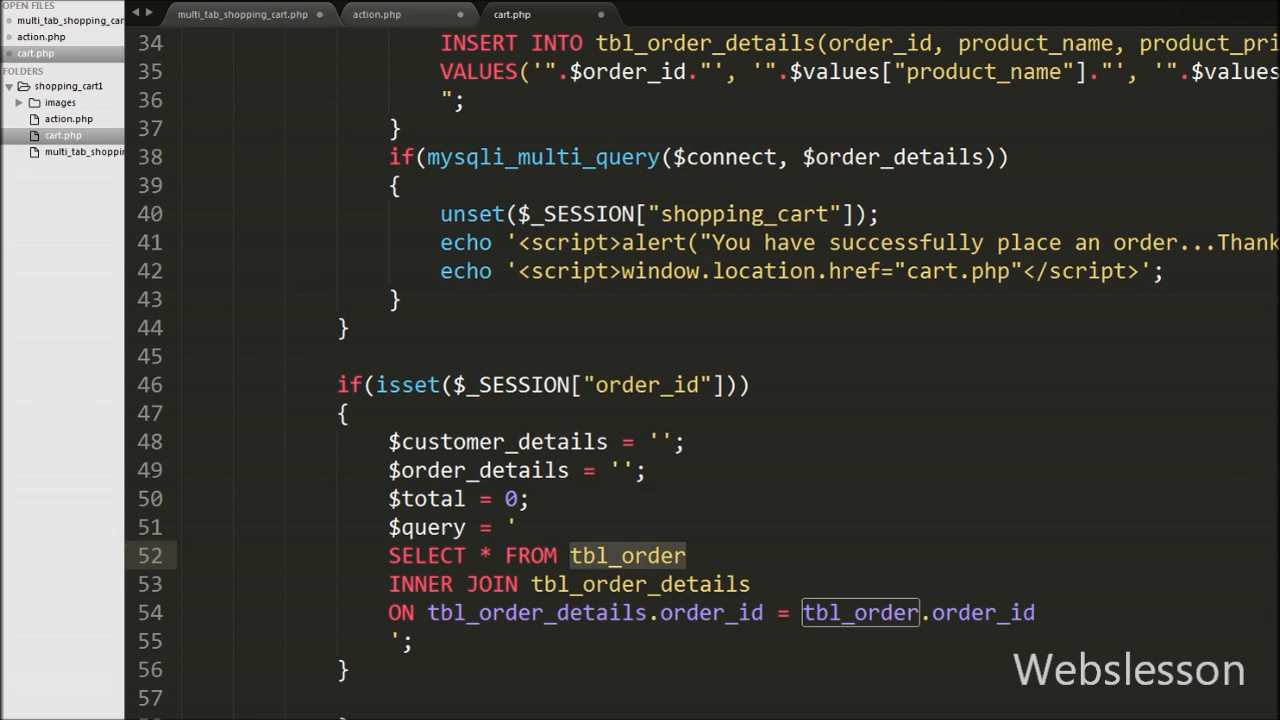 OPEN FILES
multi_tab_shopping_car
action.php
cart.php
FOLDERS
shopping_cart1
images
action.php
cart.php
multi_tab_shoppin
multi_tab_shopping_cart.php
action.php
cart.php
34 INSERT INTO tbl_order_details(order_id, product_name, product_pri
35 VALUES('".$order_id."', '".$values["product_name"]."', '".$values
36 ";
37 }
38 if(mysqli_multi_query($connect, $order_details))
39 {
40 unset($_SESSION["shopping_cart"]);
41 echo '<script>alert("You have successfully place an order...Thank
42 echo '<script>window.location.href="cart.php"</script>';
43 }
44 }
45
46 if(isset($_SESSION["order_id"]))
47 {
48 $customer_details = '';
49 $order_details = '';
50 $total = 0;
51 $query = '
52 SELECT * FROM tbl_order
53 INNER JOIN tbl_order_details
54 ON tbl_order_details.order_id = tbl_order.order_id
55 ';
56 }
57
Webslesson